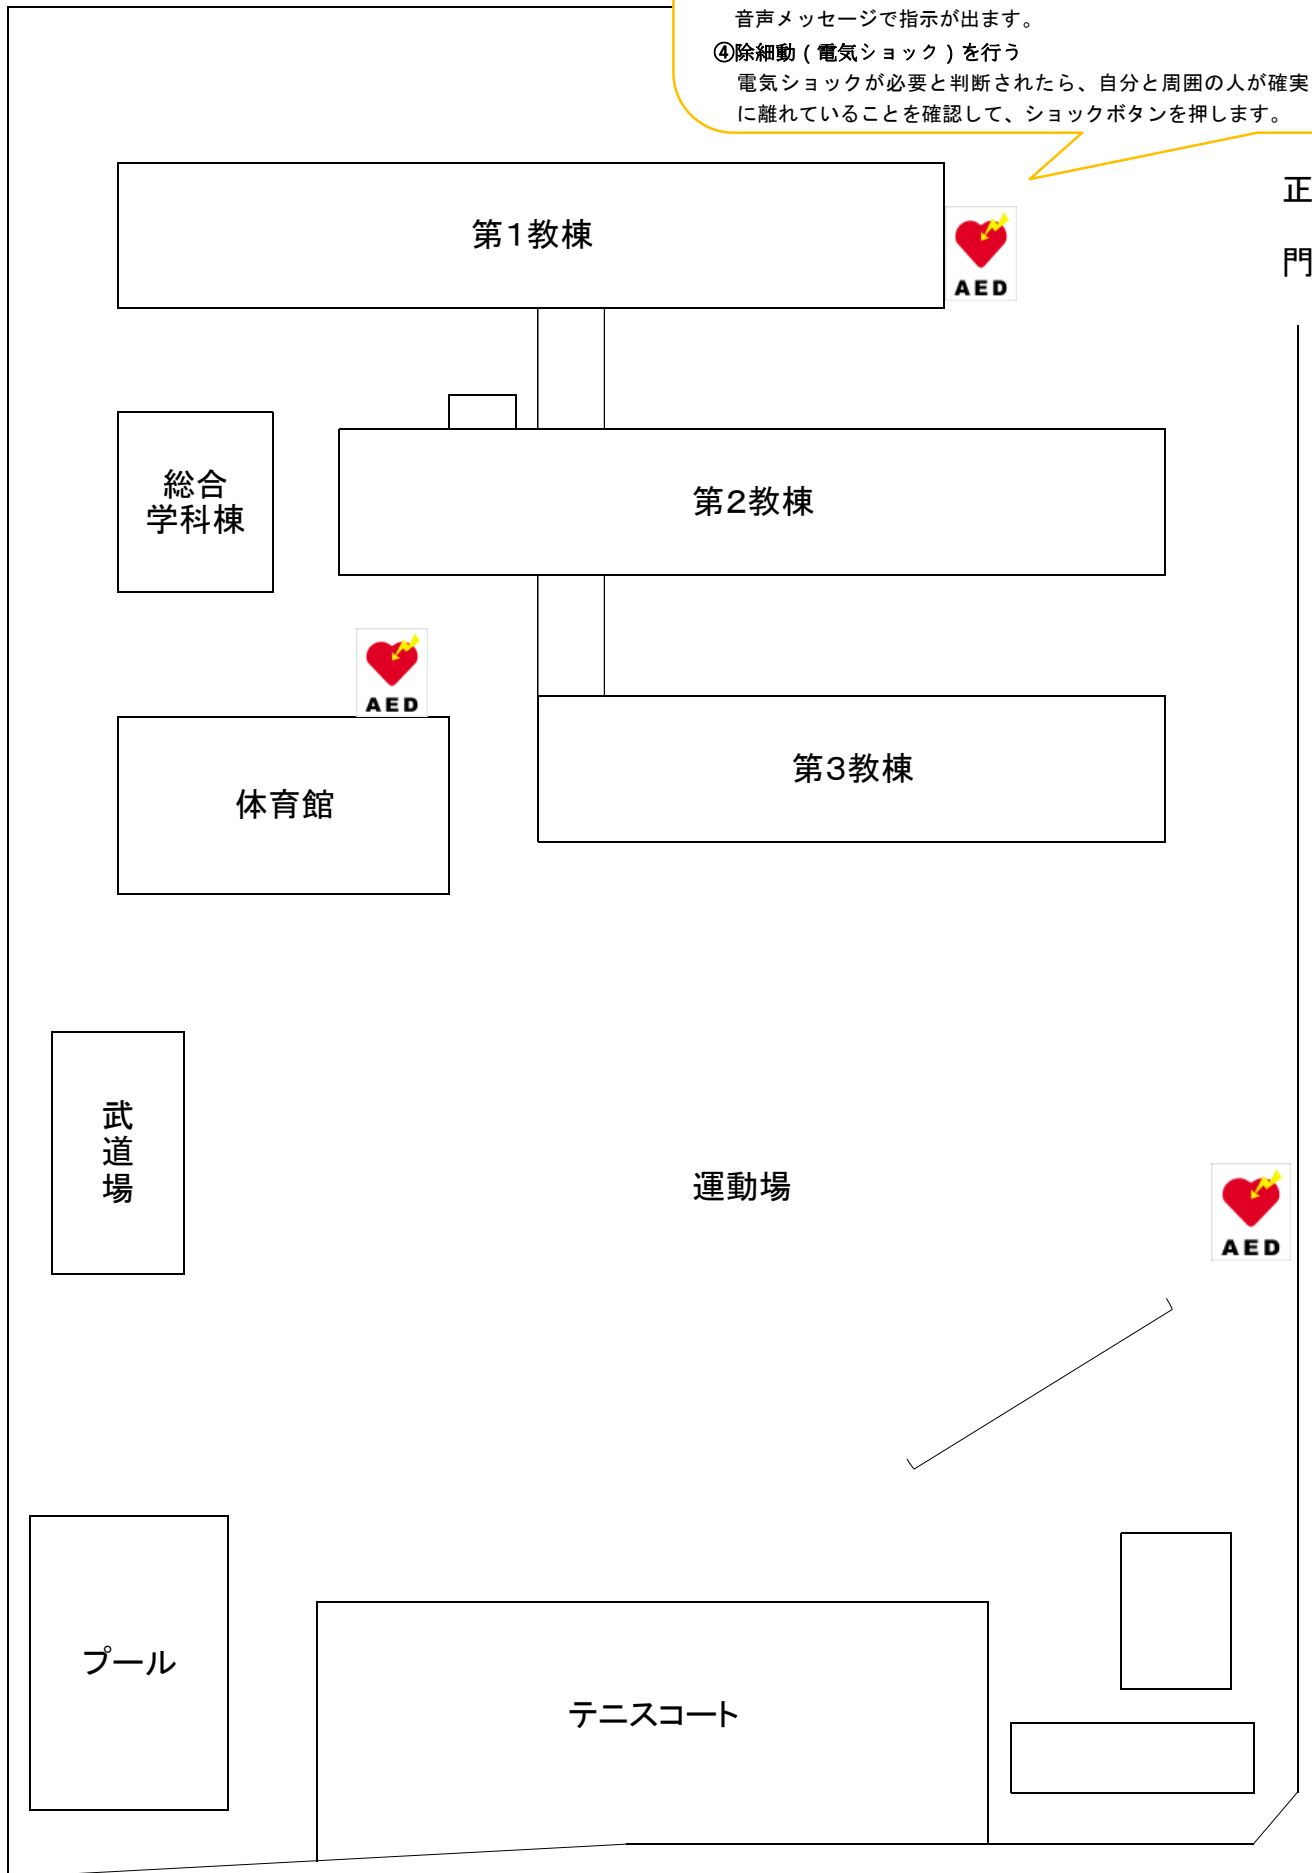 音声メッセージで指示が出ます。
④除細動(電気ショック)を行う
電気ショックが必要と判断されたら、自分と周囲の人が確実
に離れていることを確認して、ショックボタンを押します。
正
門
第1教棟
AED
総合
学科棟
第2教棟
AED
体育館
第3教棟
武
道
場
運動場
AED
プール
テニスコート